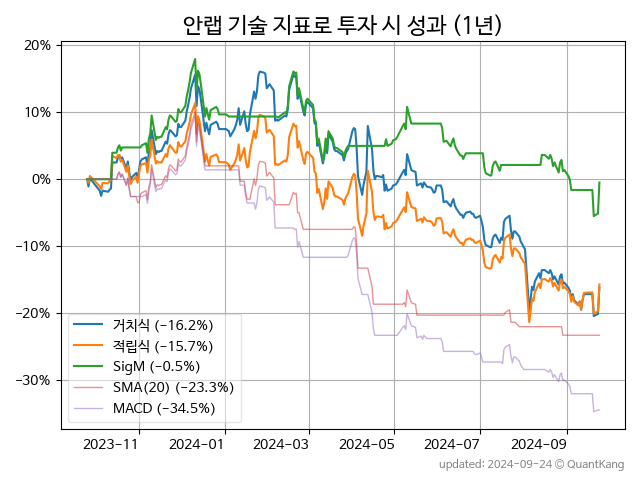 안랩 기술 지표로 투자 시 성과 (1년)
20%
10%
0%
−10%
−20%
−30%
거치식 (−16.2%)
적립식 (−15.7%)
SigM (−0.5%)
SMA(20) (−23.3%)
MACD (−34.5%)
2023−11 2024−01 2024−03 2024−05 2024−07 2024−09
updated: 2024−09−24 © QuantKang